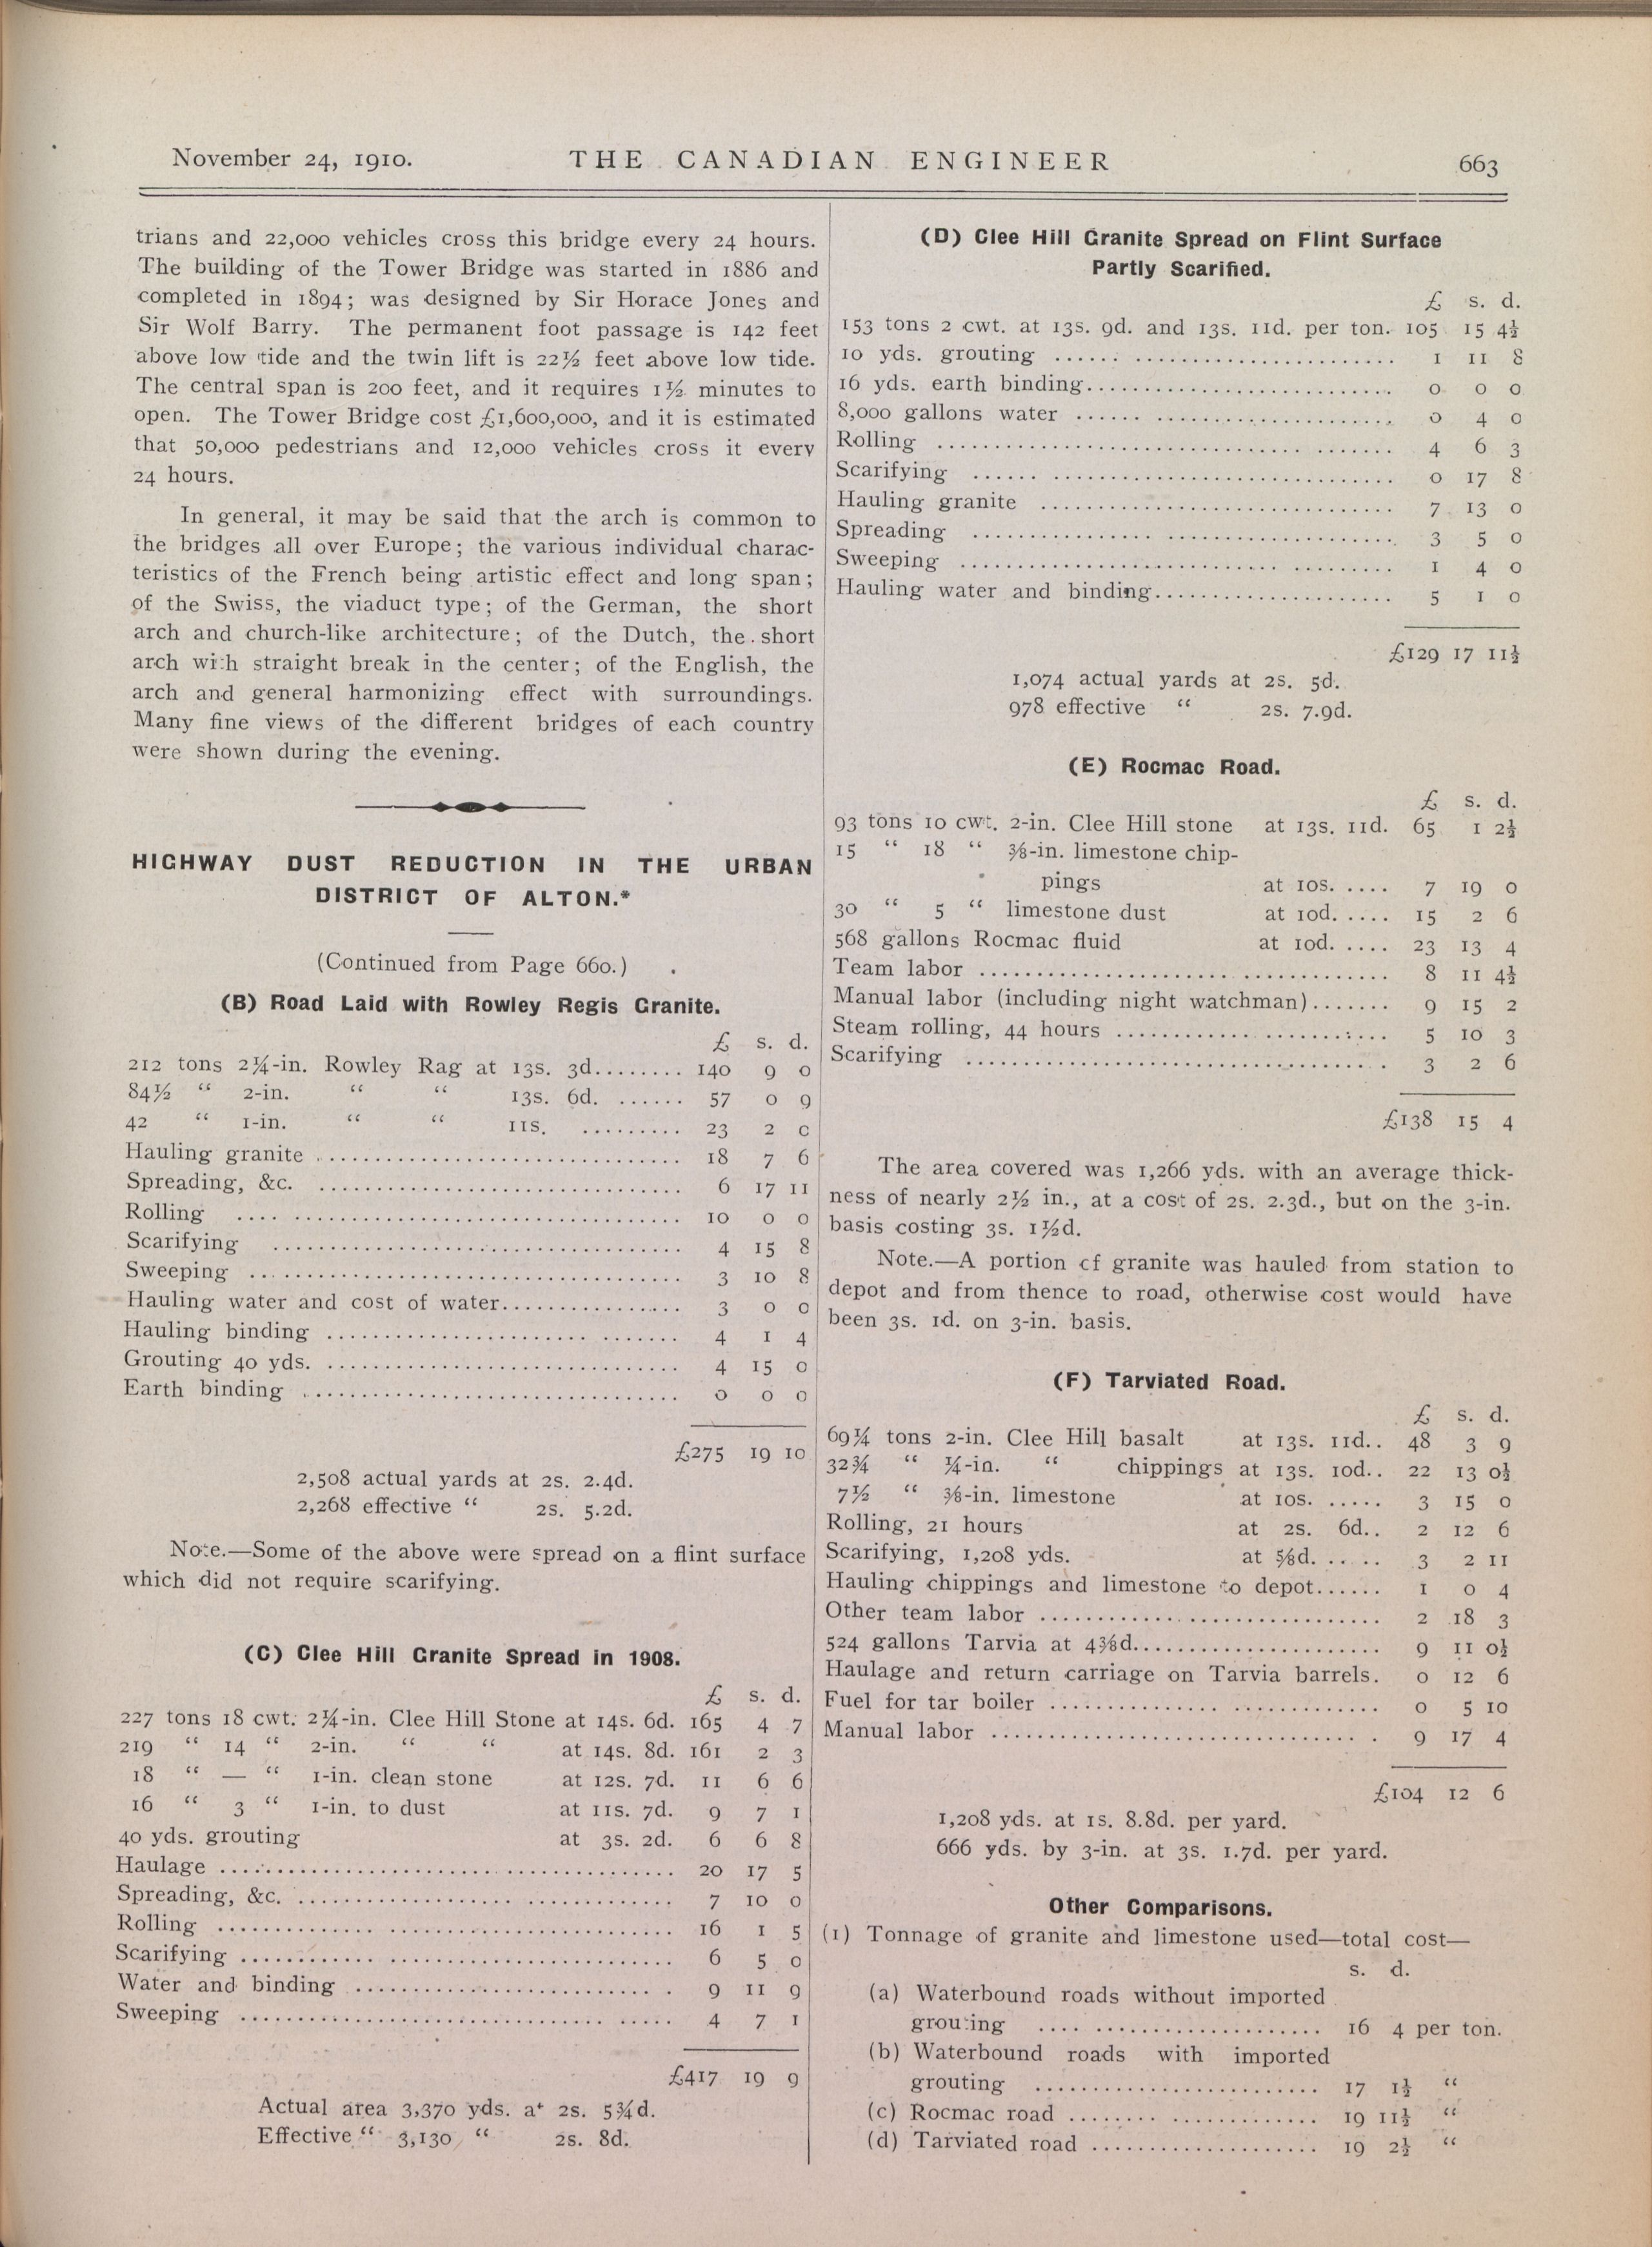 November 24, 1910.
THE CANADIAN ENGINEER
663
trians and 22,000 vehicles cross this bridge every 24 hours.
The building of the Tower Bridge was started in 1886 and
completed in 1894; was designed by Sir Horace Jones and
Sir Wolf Barry. The permanent foot passage is 142 feet
above low tide and the twin lift is 22½ feet above low tide.
The central span is 200 feet, and it requires 1½ minutes to
open. The Tower Bridge cost £1,600,000, and it is estimated
that 50,000 pedestrians and 12,000 vehicles cross it every
24 hours.
In general, it may be said that the arch is common to
the bridges all over Europe; the various individual charac-
teristics of the French being artistic effect and long span;
of the Swiss, the viaduct type; of the German, the short
arch and church-like architecture; of the Dutch, the short
arch with straight break in the center; of the English, the
arch and general harmonizing effect with surroundings.
Many fine views of the different bridges of each country
were shown during the evening.
HIGHWAY DUST REDUCTION IN THE URBAN
DISTRICT OF ALTON.*
(Continued from Page 660.)
(B) Road Laid with Rowley Regis Granite.
£ s. d.
212 tons 2¼-in. Rowley Rag at 13s. 3d........ 140 9 0
84½ “ 2-in. “ “ 13s. 6d. ...... 57 0 9
42 “ 1-in. “ “ 11s. ......... 23 2 0
Hauling granite ............................... 18 7 6
Spreading, &c. ............................... 6 17 11
Rolling .... ................................. 10 0 0
Scarifying ................................... 4 15 8
Sweeping ..................................... 3 10 8
Hauling water and cost of water................ 3 0 0
Hauling binding ....................... ....... 4 1 4
Grouting 40 yds. .............................. 4 15 0
Earth binding ................................. 0 0 0
£275 19 10
2,508 actual yards at 2s. 2.4d.
2,268 effective “ 2s. 5.2d.
Note.—Some of the above were spread on a flint surface
which did not require scarifying.
(C) Clee Hill Granite Spread in 1908.
£ s. d.
227 tons 18 cwt. 2¼-in. Clee Hill Stone at 14s. 6d. 165 4 7
219 “ 14 “ 2-in. “ “ at 14s. 8d. 161 2 3
18 “ — “ 1-in. clean stone at 12s. 7d. 11 6 6
16 “ 3 “ 1-in. to dust at 11s. 7d. 9 7 1
40 yds. grouting at 3s. 2d. 6 6 8
Haulage ....................................... 20 17 5
Spreading, &c. ..................... ........... 7 10 0
Rolling ............. ......................... 16 1 5
Scarifying ............. ........................ 6 5 0
Water and binding ........................... . 9 11 9
Sweeping ............................... ..... 4 7 1
£417 19 9
Actual area 3,370 yds. at 2s. 5¾d.
Effective “ 3,130 “ 2s. 8d.
(D) Clee Hill Granite Spread on Flint Surface
Partly Scarified.
£ s. d.
153 tons 2 cwt. at 13s. 9d. and 13s. 11d. per ton. 105 15 4½
10 yds. grouting ...... ......................... 1 11 8
16 yds. earth binding............................ 0 0 0
8,000 gallons water ...... ...................... 0 4 0
Rolling ................................. ....... 4 6 3
Scarifying ...... ............................... 0 17 8
Hauling granite ................................. 7 13 0
Spreading ................ ...................... 3 5 0
Sweeping ............................ ......... 1 4 0
Hauling water and binding....................... 5 1 0
£129 17 11½
1,074 actual yards at 2s. 5d.
978 effective “ 2s. 7.9d.
(E) Rocmac Road.
£ s. d.
93 tons 10 cwt. 2-in. Clee Hill stone at 13s. 11d. 65 1 2½
15 “ 18 “ ⅜-in. limestone chip-
pings at 10s. .... 7 19 0
30 “ 5 “ limestone dust at 10d. .... 15 2 6
568 gallons Rocmac fluid at 10d. .... 23 13 4
Team labor ...................... ............. 8 11 4½
Manual labor (including night watchman)....... 9 15 2
Steam rolling, 44 hours ......................... 5 10 3
Scarifying ..................................... 3 2 6
£138 15 4
The area covered was 1,266 yds. with an average thick-
ness of nearly 2½ in., at a cost of 2s. 2.3d., but on the 3-in.
basis costing 3s. 1½d.
Note.—A portion of granite was hauled from station to
depot and from thence to road, otherwise cost would have
been 3s. 1d. on 3-in. basis.
(F) Tarviated Road.
£ s. d.
69¼ tons 2-in. Clee Hill basalt at 13s. 11d.. 48 3 9
32¾ “ ¼-in. “ chippings at 13s. 10d.. 22 13 0½
7½ “ ⅜-in. limestone at 10s. ..... 3 15 0
Rolling, 21 hours at 2s. 6d.. 2 12 6
Scarifying, 1,208 yds. at ⅝d. ..... 3 2 11
Hauling chippings and limestone to depot...... 1 0 4
Other team labor ............................... 2 18 3
524 gallons Tarvia at 4⅜d....................... 9 11 0½
Haulage and return carriage on Tarvia barrels. 0 12 6
Fuel for tar boiler .............. ............. 0 5 10
Manual labor ................................ . 9 17 4
£104 12 6
1,208 yds. at 1s. 8.8d. per yard.
666 yds. by 3-in. at 3s. 1.7d. per yard.
Other Comparisons.
(1) Tonnage of granite and limestone used—total cost—
s. d.
(a) Waterbound roads without imported
grouting .... .................... 16 4 per ton.
(b) Waterbound roads with imported
grouting .......................... 17 1½ “
(c) Rocmac road ........ .............. 19 11½ “
(d) Tarviated road .................... 19 2½ “